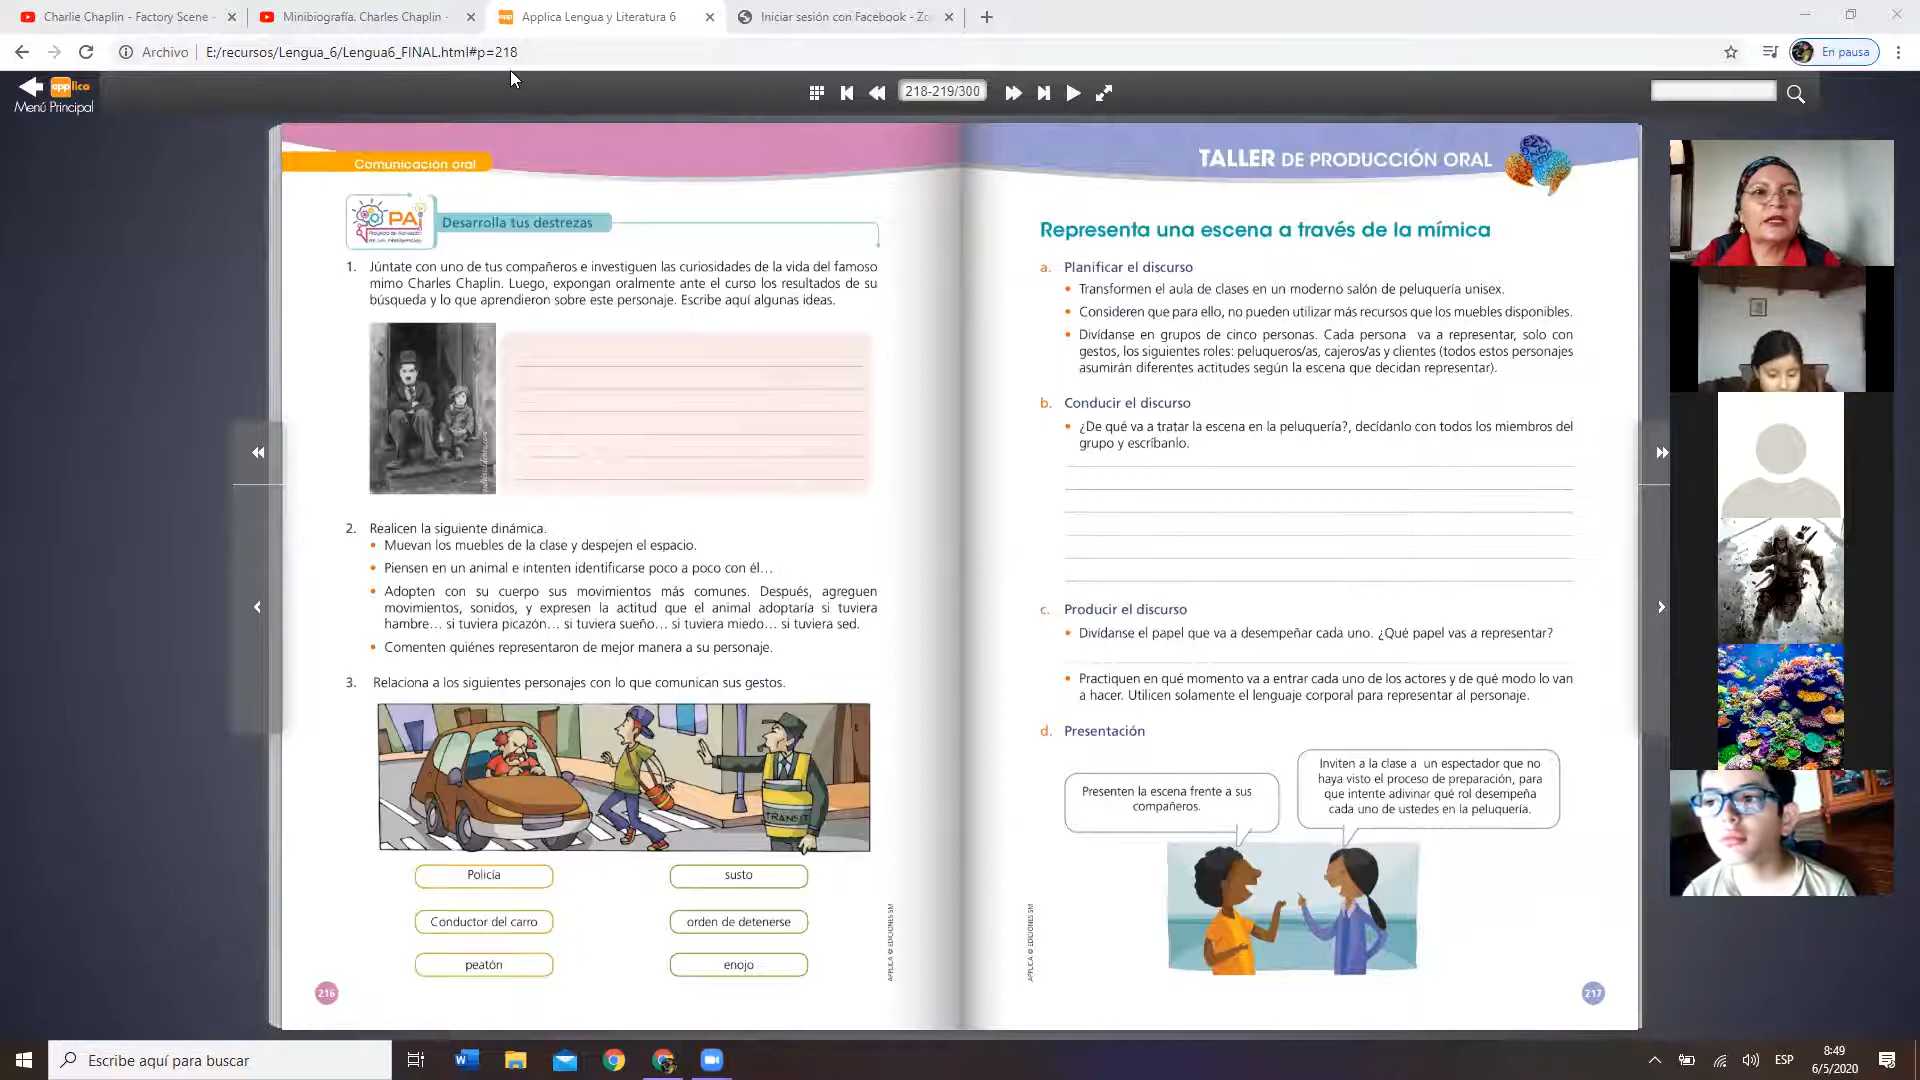 Charlie Chaplin - Factory Scene -
Minibiografía. Charles Chaplin -
Applica Lengua y Literatura 6
Iniciar sesión con Facebook - Zo
Archivo
E:/recursos/Lengua_6/Lengua6_FINAL.html#p=218
En pausa
applica
Menú Principal
218-219/300
Comunicación oral
PAi
Desarrolla tus destrezas
1. Júntate con uno de tus compañeros e investiguen las curiosidades de la vida del famoso
mimo Charles Chaplin. Luego, expongan oralmente ante el curso los resultados de su
búsqueda y lo que aprendieron sobre este personaje. Escribe aquí algunas ideas.
2. Realicen la siguiente dinámica.
• Muevan los muebles de la clase y despejen el espacio.
• Piensen en un animal e intenten identificarse poco a poco con él…
• Adopten con su cuerpo sus movimientos más comunes. Después, agreguen
movimientos, sonidos, y expresen la actitud que el animal adoptaría si tuviera
hambre… si tuviera picazón… si tuviera sueño… si tuviera miedo… si tuviera sed.
• Comenten quiénes representaron de mejor manera a su personaje.
3. Relaciona a los siguientes personajes con lo que comunican sus gestos.
TRANSIT
Policía
susto
Conductor del carro
orden de detenerse
peatón
enojo
APPLICA @ EDICIONES SM
216
TALLER DE PRODUCCIÓN ORAL
Representa una escena a través de la mímica
a. Planificar el discurso
• Transformen el aula de clases en un moderno salón de peluquería unisex.
• Consideren que para ello, no pueden utilizar más recursos que los muebles disponibles.
• Divídanse en grupos de cinco personas. Cada persona va a representar, solo con
gestos, los siguientes roles: peluqueros/as, cajeros/as y clientes (todos estos personajes
asumirán diferentes actitudes según la escena que decidan representar).
b. Conducir el discurso
• ¿De qué va a tratar la escena en la peluquería?, decídanlo con todos los miembros del
grupo y escríbanlo.
c. Producir el discurso
• Divídanse el papel que va a desempeñar cada uno. ¿Qué papel vas a representar?
• Practiquen en qué momento va a entrar cada uno de los actores y de qué modo lo van
a hacer. Utilicen solamente el lenguaje corporal para representar al personaje.
d. Presentación
Presenten la escena frente a sus
compañeros.
Inviten a la clase a un espectador que no
haya visto el proceso de preparación, para
que intente adivinar qué rol desempeña
cada uno de ustedes en la peluquería.
APPLICA @ EDICIONES SM
217
Escribe aquí para buscar
ESP
8:49
6/5/2020